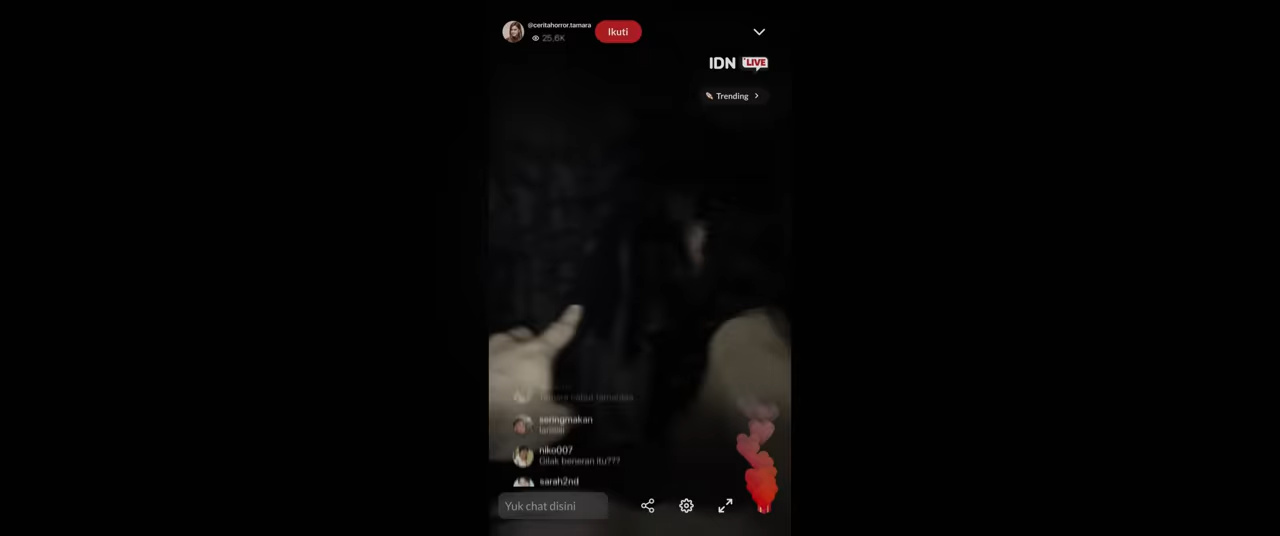 @ceritahorror.tamara
25,6K
Ikuti
IDN LIVE
Trending
seringmakan
niko007
Gilak beneran itu???
sarah2nd
Yuk chat disini